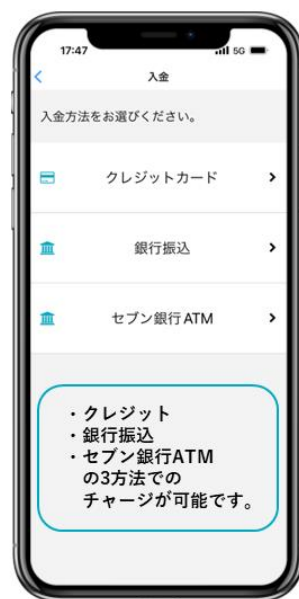 17:47
5G
入金
入金方法をお選びください。
クレジットカード
銀行振込
セブン銀行ATM
・クレジット
・銀行振込
・セブン銀行ATM
の3方法での
チャージが可能です。